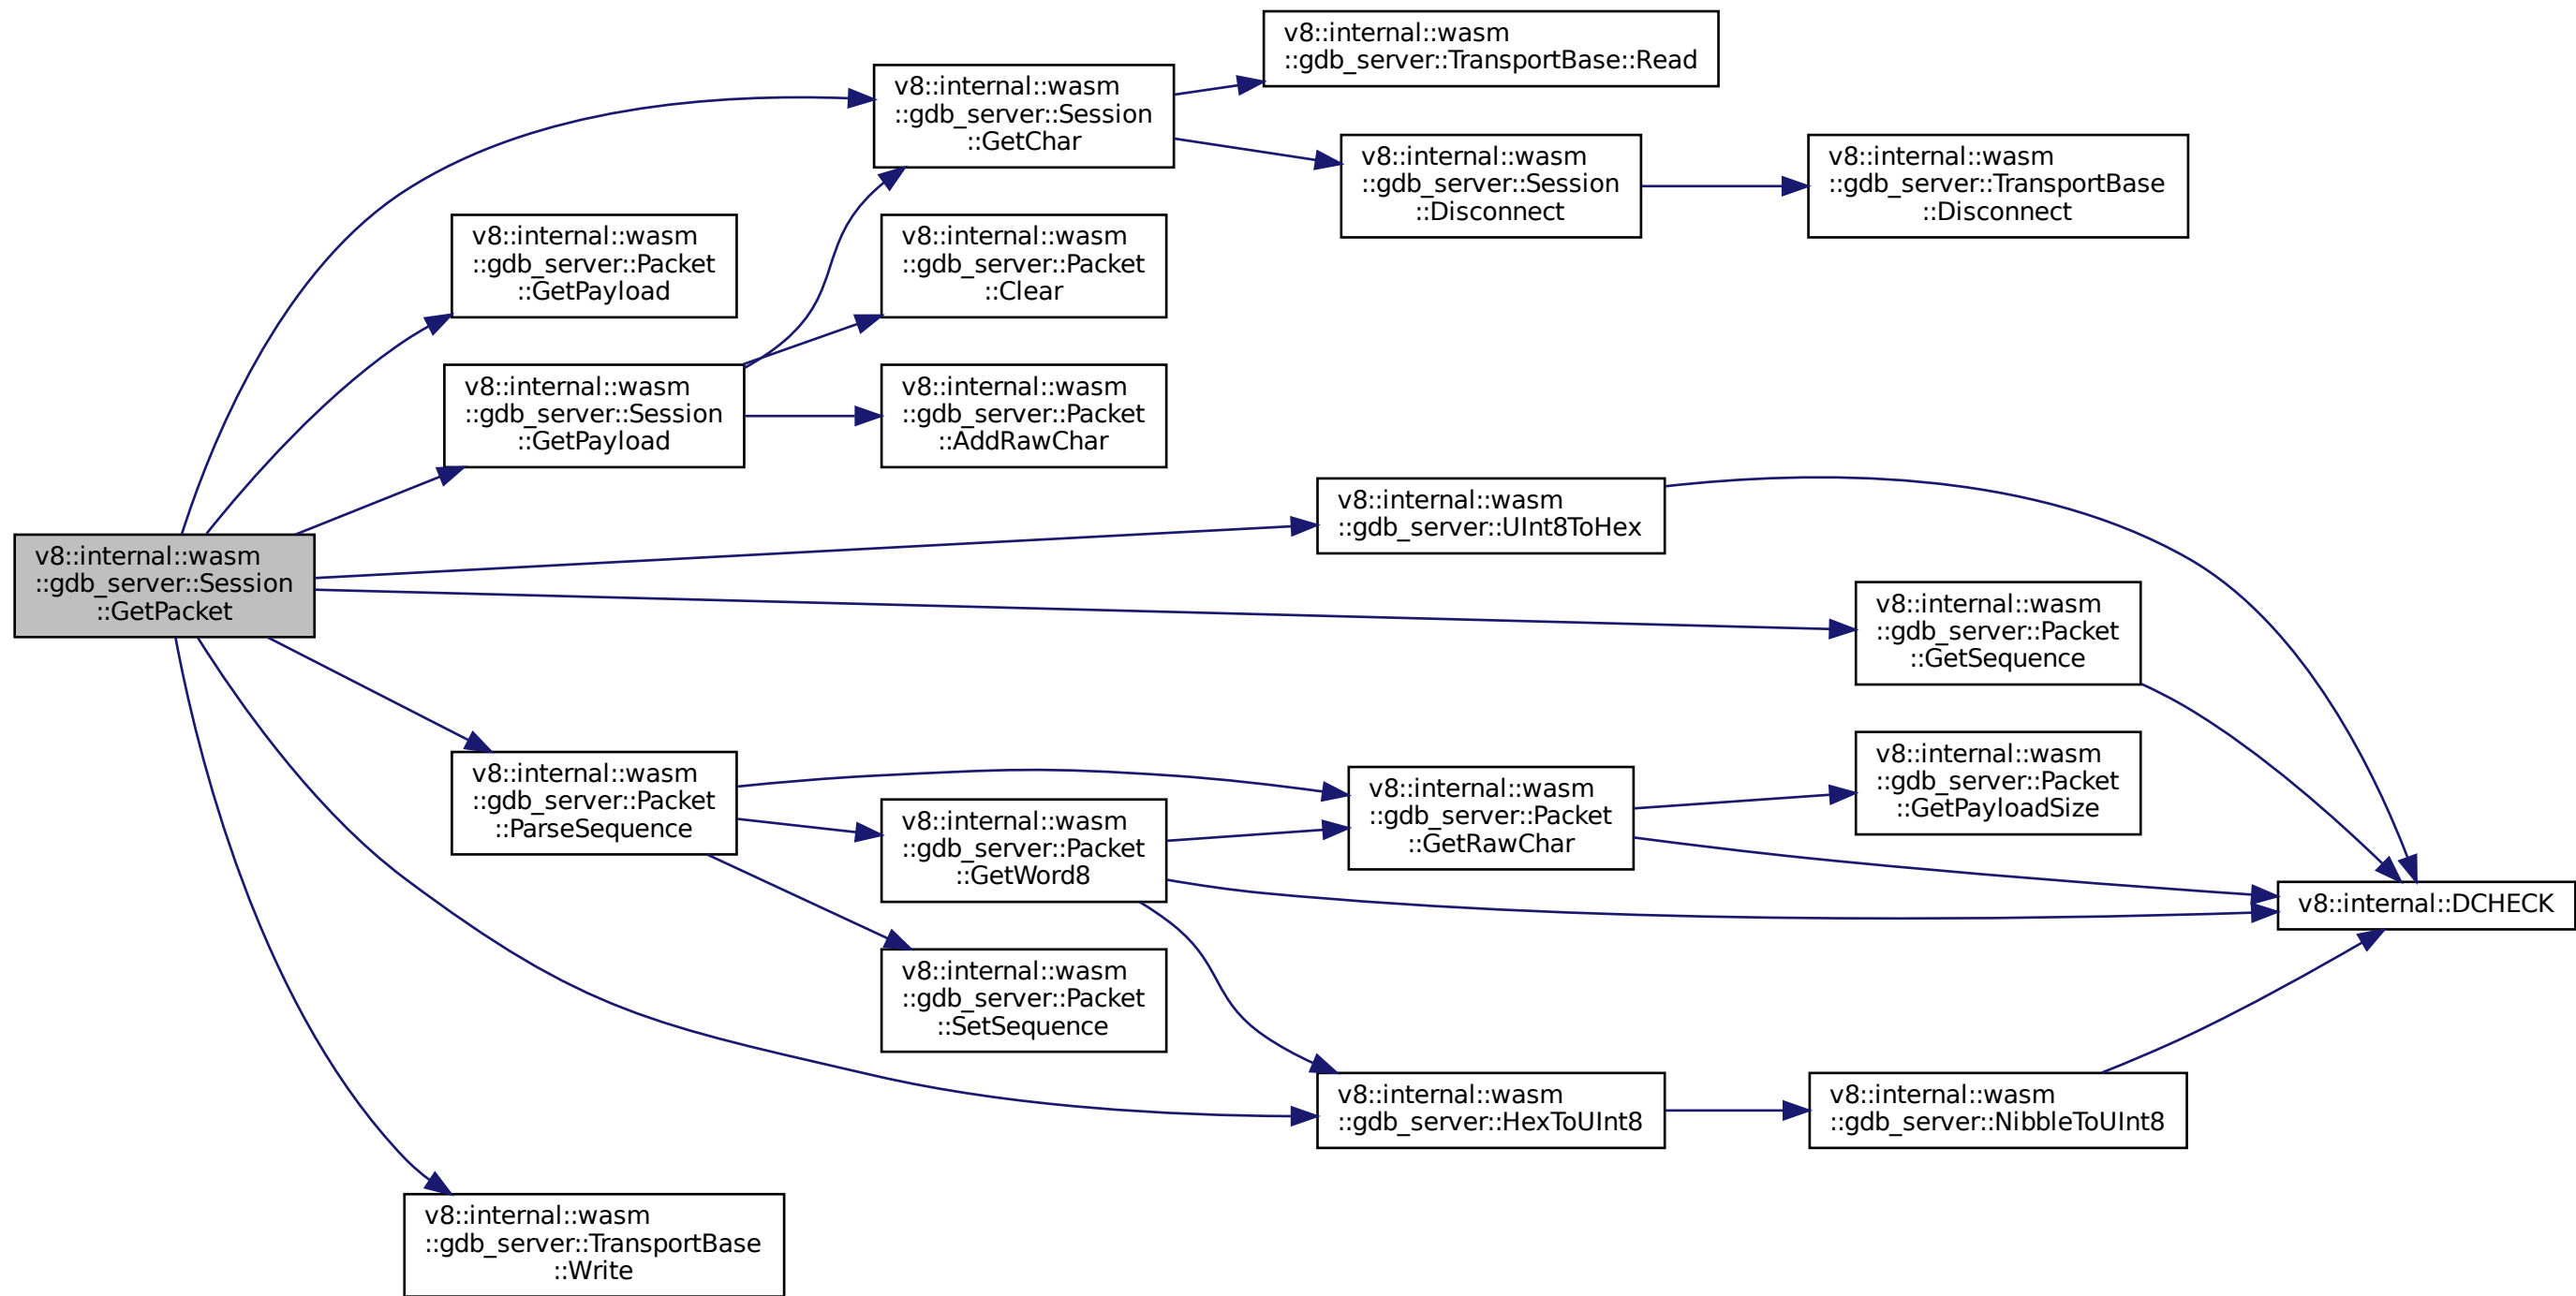 v8::internal::wasm
::gdb_server::TransportBase::Read
v8::internal::wasm
::gdb_server::Session
::GetChar
v8::internal::wasm
::gdb_server::Session
::Disconnect
v8::internal::wasm
::gdb_server::TransportBase
::Disconnect
v8::internal::wasm
::gdb_server::Packet
::GetPayload
v8::internal::wasm
::gdb_server::Packet
::Clear
v8::internal::wasm
::gdb_server::Session
::GetPayload
v8::internal::wasm
::gdb_server::Packet
::AddRawChar
v8::internal::wasm
::gdb_server::UInt8ToHex
v8::internal::wasm
::gdb_server::Session
::GetPacket
v8::internal::wasm
::gdb_server::Packet
::GetSequence
v8::internal::wasm
::gdb_server::Packet
::ParseSequence
v8::internal::wasm
::gdb_server::Packet
::GetWord8
v8::internal::wasm
::gdb_server::Packet
::GetRawChar
v8::internal::wasm
::gdb_server::Packet
::GetPayloadSize
v8::internal::DCHECK
v8::internal::wasm
::gdb_server::Packet
::SetSequence
v8::internal::wasm
::gdb_server::HexToUInt8
v8::internal::wasm
::gdb_server::NibbleToUInt8
v8::internal::wasm
::gdb_server::TransportBase
::Write